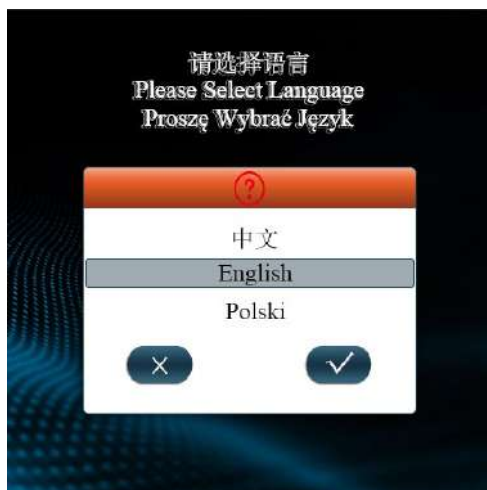 请选择语言
Please Select Language
Proszę Wybrać Język
?
中文
English
Polski